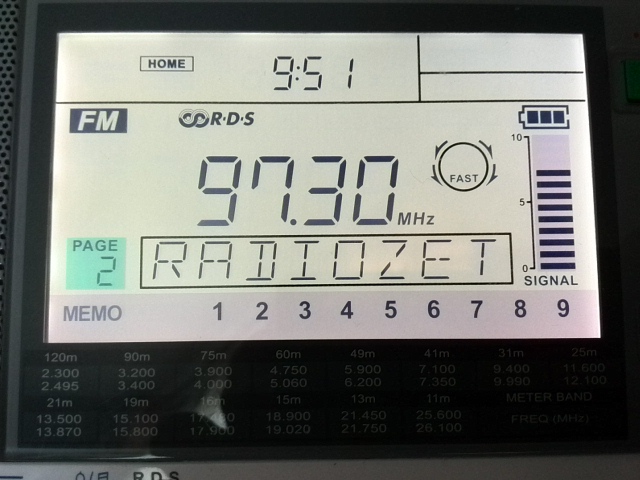 HOME 9:51
FM R·D·S
10
97.30 MHz FAST
5
PAGE
2 RADIOZET
0
SIGNAL
MEMO 1 2 3 4 5 6 7 8 9
120m 90m 75m 60m 49m 41m 31m 25m
2.300 3.200 3.900 4.750 5.900 7.100 9.400 11.600
2.495 3.400 4.000 5.060 6.200 7.350 9.990 12.100
21m 19m 16m 15m 13m 11m METER BAND
13.500 15.100 18.900 21.450 25.600 FREQ (MHz)
13.870 15.800 17.900 19.020 21.750 26.100
RDS